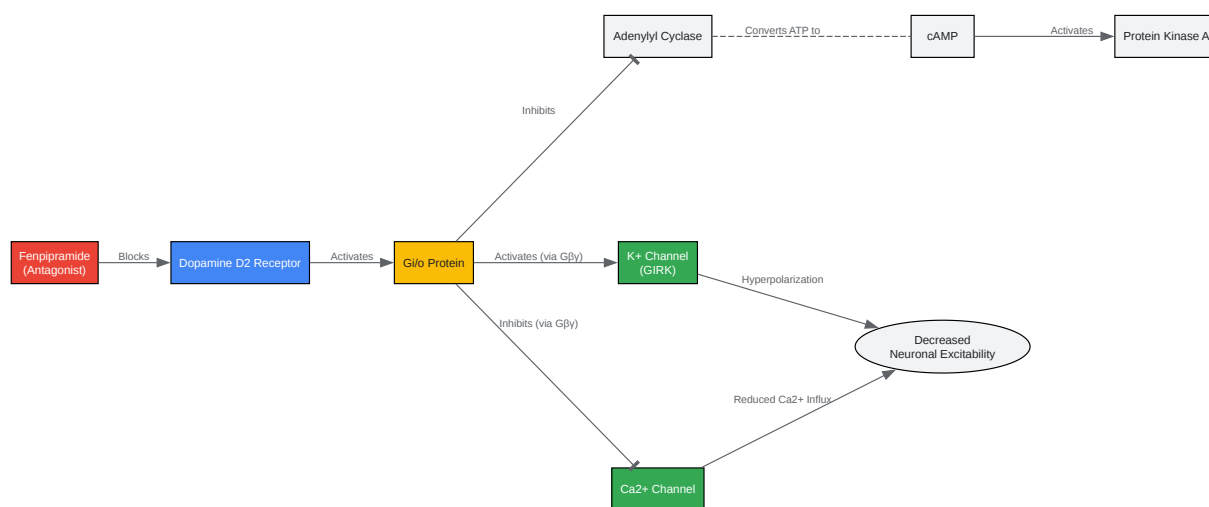 Adenylyl Cyclase
Converts ATP to
cAMP
Activates
Protein Kinase A
Inhibits
Fenpipramide
(Antagonist)
Blocks
Dopamine D2 Receptor
Activates
Gi/o Protein
Activates (via Gβγ)
K+ Channel
(GIRK)
Hyperpolarization
Inhibits (via Gβγ)
Decreased
Neuronal Excitability
Reduced Ca2+ Influx
Ca2+ Channel